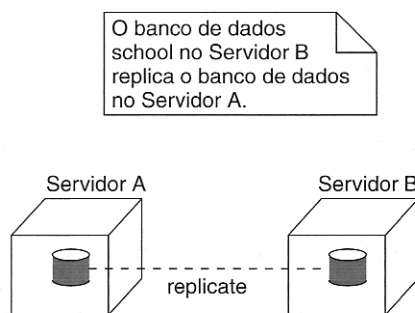 O banco de dados
school no Servidor B
replica o banco de dados
no Servidor A.
Servidor A
Servidor B
replicate